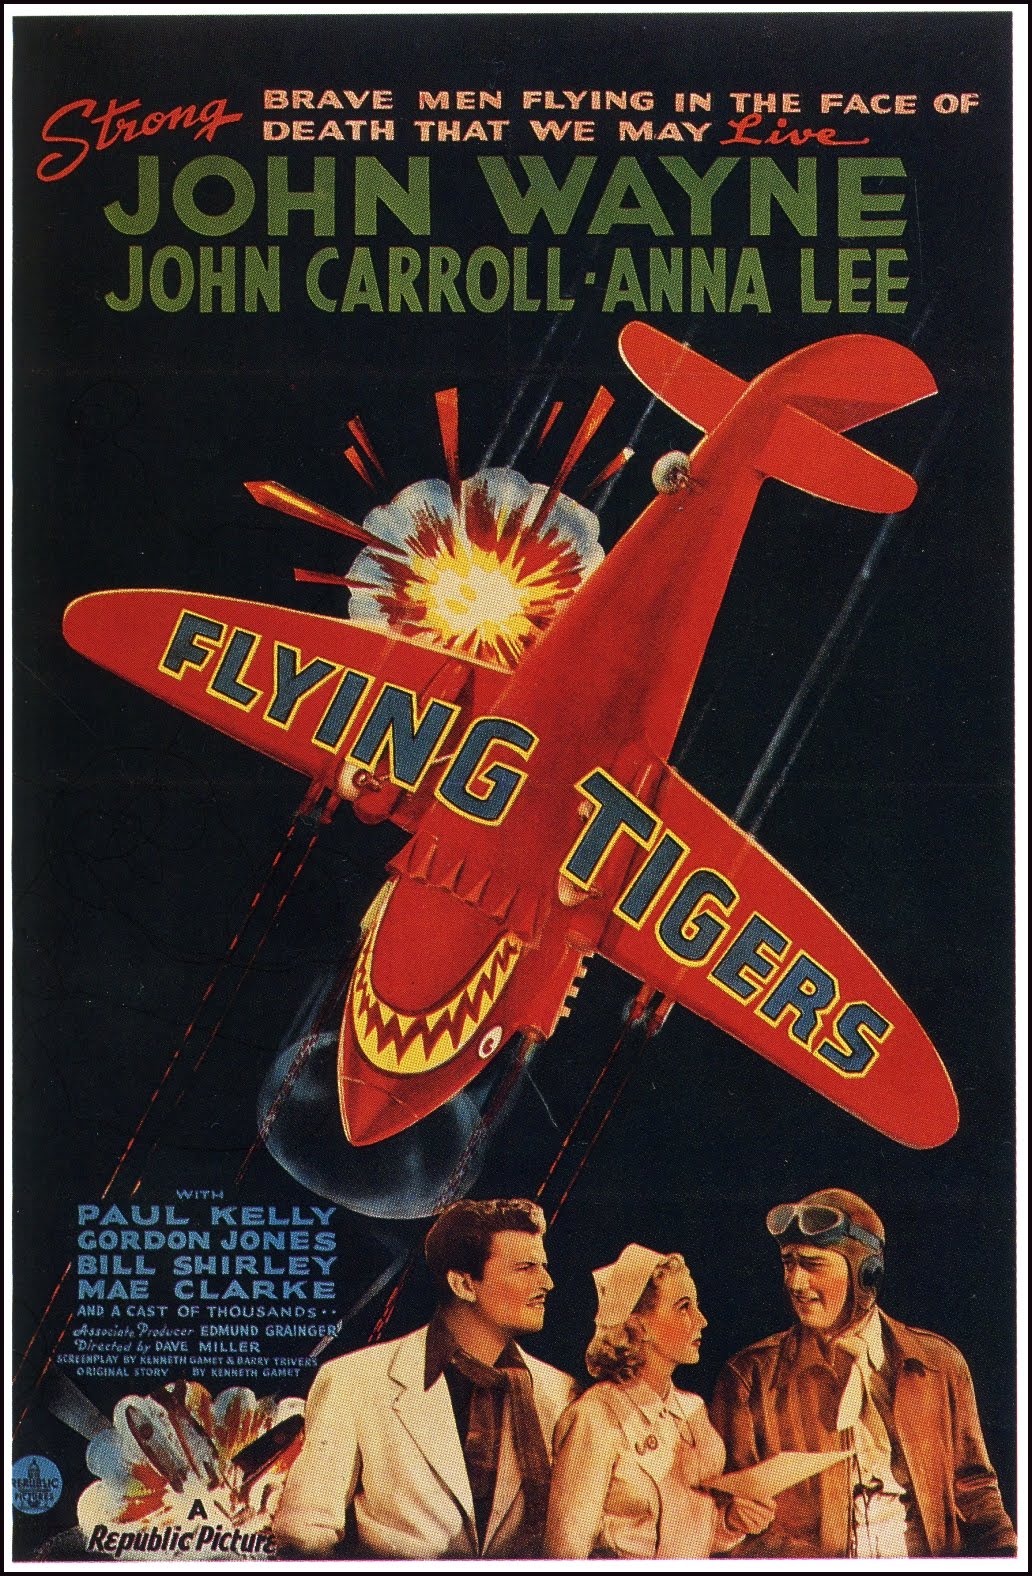 Strong BRAVE MEN FLYING IN THE FACE OF
DEATH THAT WE MAY Live
JOHN WAYNE
JOHN CARROLL · ANNA LEE
FLYING TIGERS
WITH
PAUL KELLY
GORDON JONES
BILL SHIRLEY
MAE CLARKE
AND A CAST OF THOUSANDS··
Associate Producer EDMUND GRAINGER
Directed by DAVE MILLER
SCREENPLAY BY KENNETH GAMET & BARRY TRIVERS
ORIGINAL STORY BY KENNETH GAMET
REPUBLIC
PICTURES
A
Republic Picture